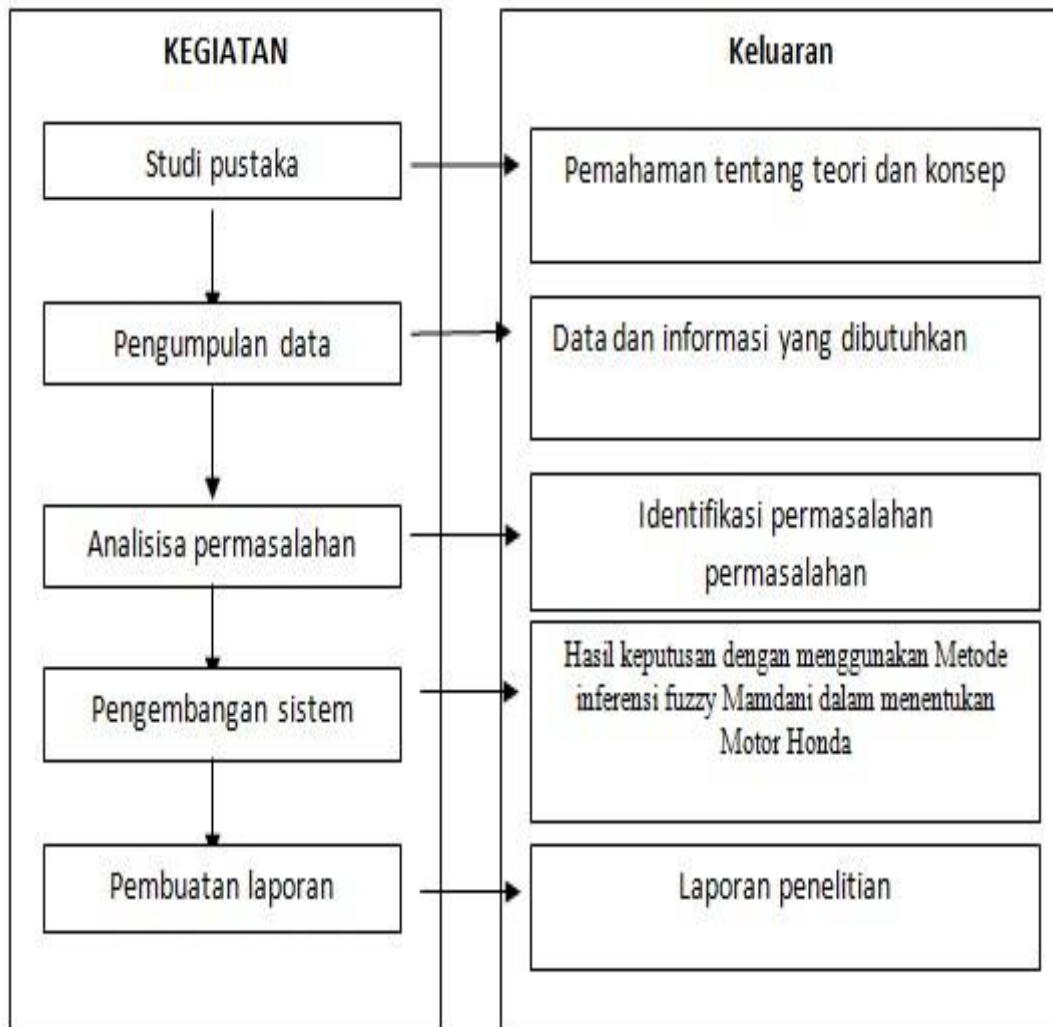 KEGIATAN
Studi pustaka
Pengumpulan data
Analisisa permasalahan
Pengembangan sistem
Pembuatan laporan
Keluaran
Pemahaman tentang teori dan konsep
Data dan informasi yang dibutuhkan
Identifikasi permasalahan
permasalahan
Hasil keputusan dengan menggunakan Metode
inferensi fuzzy Mamdani dalam menentukan
Motor Honda
Laporan penelitian